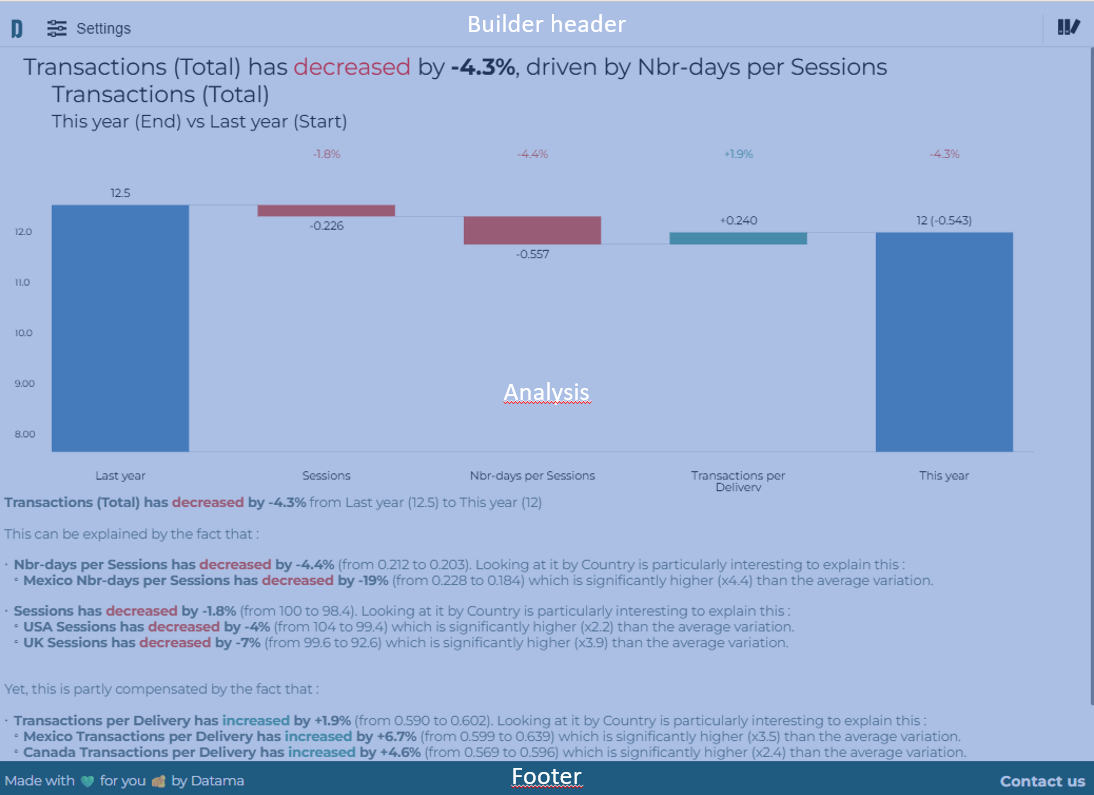 Settings
Builder header
Transactions (Total) has decreased by -4.3%, driven by Nbr-days per Sessions
Transactions (Total)
This year (End) vs Last year (Start)
-1.8%
-4.4%
+1.9%
-4.3%
12.5
-0.226
-0.557
+0.240
12 (-0.543)
12.0
11.0
10.0
9.00
8.00
Analysis
Last year
Sessions
Nbr-days per Sessions
Transactions per
Delivery
This year
Transactions (Total) has decreased by -4.3% from Last year (12.5) to This year (12)
This can be explained by the fact that :
· Nbr-days per Sessions has decreased by -4.4% (from 0.212 to 0.203). Looking at it by Country is particularly interesting to explain this :
◦ Mexico Nbr-days per Sessions has decreased by -19% (from 0.228 to 0.184) which is significantly higher (x4.4) than the average variation.
· Sessions has decreased by -1.8% (from 100 to 98.4). Looking at it by Country is particularly interesting to explain this :
◦ USA Sessions has decreased by -4% (from 104 to 99.4) which is significantly higher (x2.2) than the average variation.
◦ UK Sessions has decreased by -7% (from 99.6 to 92.6) which is significantly higher (x3.9) than the average variation.
Yet, this is partly compensated by the fact that :
· Transactions per Delivery has increased by +1.9% (from 0.590 to 0.602). Looking at it by Country is particularly interesting to explain this :
◦ Mexico Transactions per Delivery has increased by +6.7% (from 0.599 to 0.639) which is significantly higher (x3.5) than the average variation.
◦ Canada Transactions per Delivery has increased by +4.6% (from 0.569 to 0.596) which is significantly higher (x2.4) than the average variation.
Made with 💚 for you 👏 by Datama
Footer
Contact us